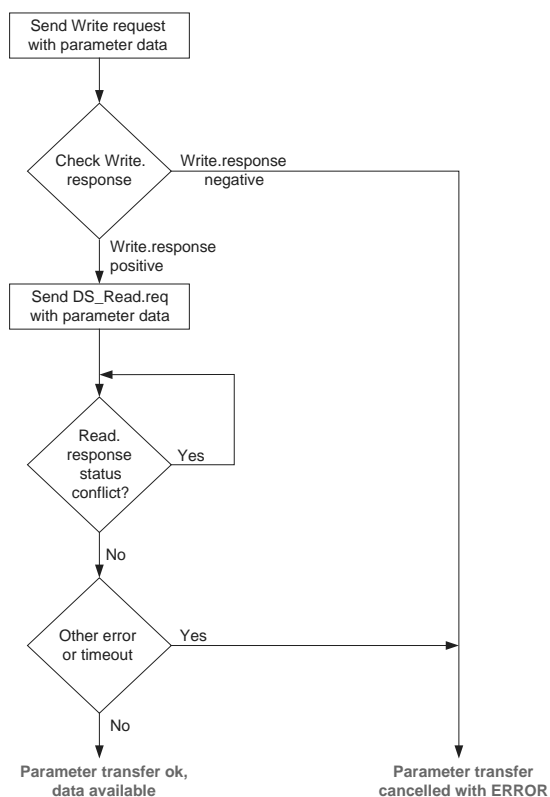 Send Write request
with parameter data
Check Write.
response
Write.response
negative
Write.response
positive
Send DS_Read.req
with parameter data
Read.
response
status
conflict?
Yes
No
Other error
or timeout
Yes
No
Parameter transfer ok,
data available
Parameter transfer
cancelled with ERROR